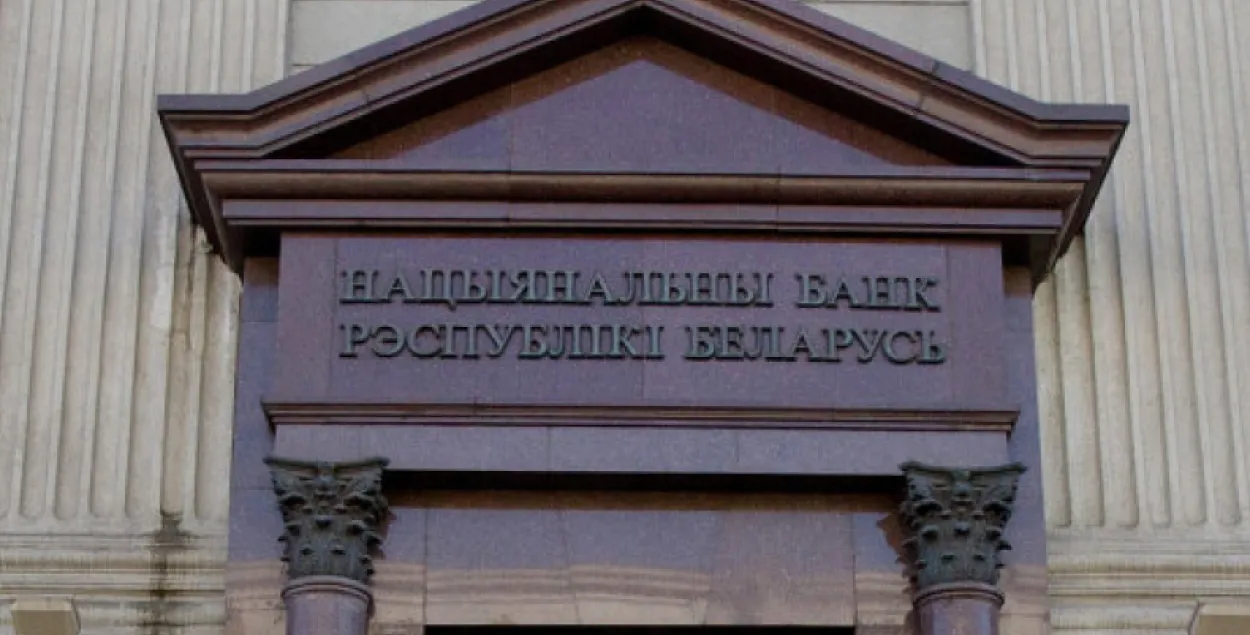 НАЦЫЯНАЛЬНЫ БАНК
РЭСПУБЛІКІ БЕЛАРУСЬ